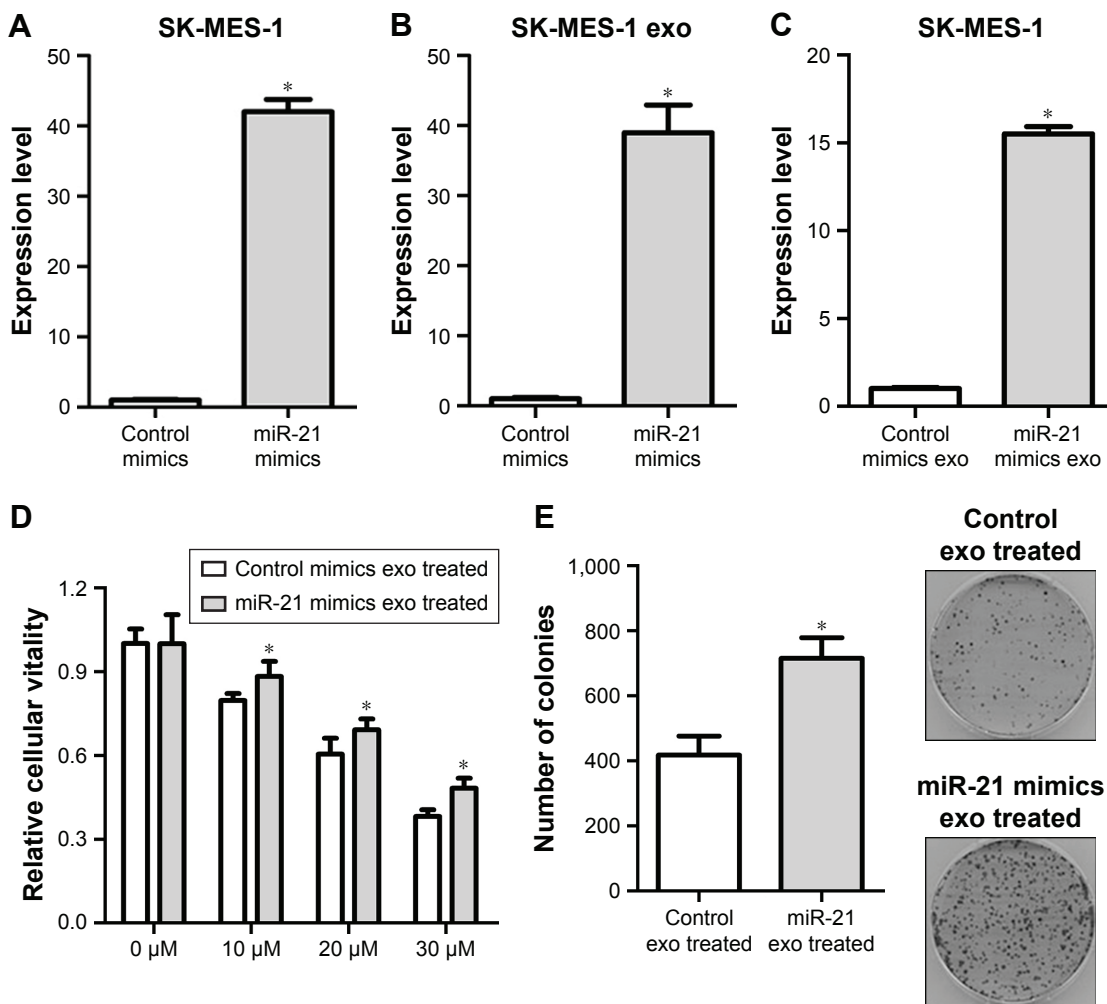 A
SK-MES-1
Expression level
50
40
30
20
10
0
*
Control
mimics
miR-21
mimics
B
SK-MES-1 exo
Expression level
50
40
30
20
10
0
*
Control
mimics
miR-21
mimics
C
SK-MES-1
Expression level
20
15
10
5
0
*
Control
mimics exo
miR-21
mimics exo
D
Control mimics exo treated
miR-21 mimics exo treated
Relative cellular vitality
1.2
0.9
0.6
0.3
0.0
*
*
*
0 µM
10 µM
20 µM
30 µM
E
Number of colonies
1,000
800
600
400
200
0
*
Control
exo treated
miR-21
exo treated
Control
exo treated
miR-21 mimics
exo treated